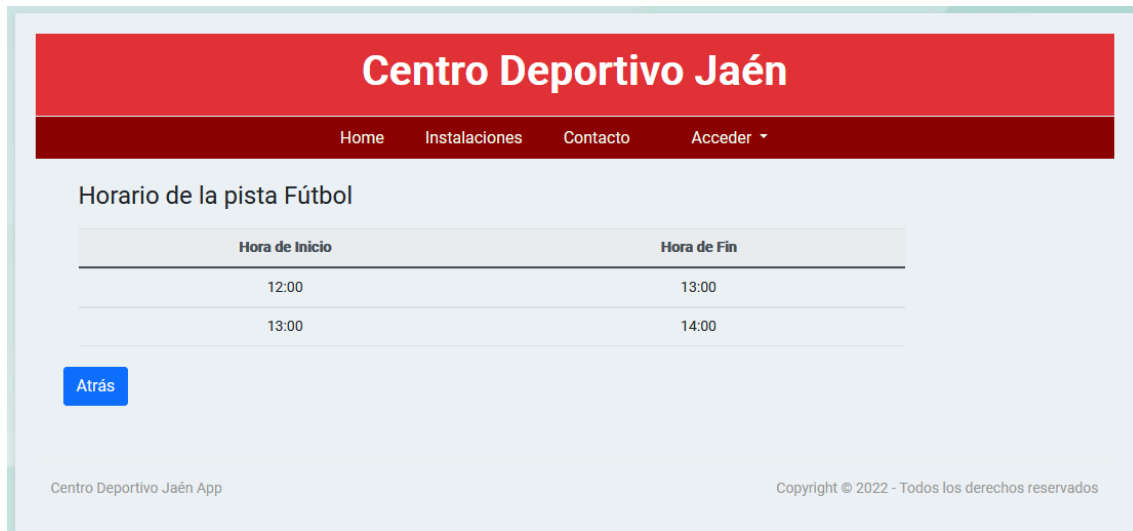 Centro Deportivo Jaén
Home Instalaciones Contacto Acceder
Horario de la pista Fútbol
Hora de Inicio Hora de Fin
12:00 13:00
13:00 14:00
Atrás
Centro Deportivo Jaén App Copyright © 2022 - Todos los derechos reservados